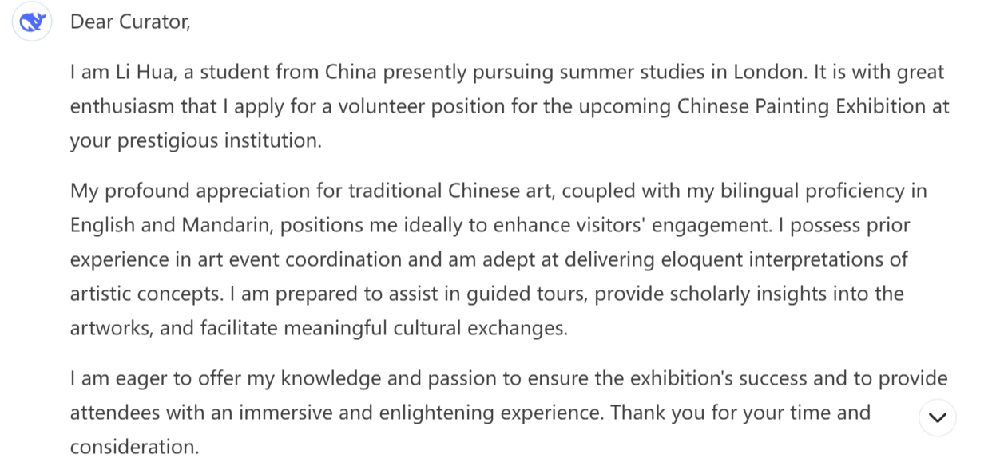 Dear Curator,
I am Li Hua, a student from China presently pursuing summer studies in London. It is with great
enthusiasm that I apply for a volunteer position for the upcoming Chinese Painting Exhibition at
your prestigious institution.
My profound appreciation for traditional Chinese art, coupled with my bilingual proficiency in
English and Mandarin, positions me ideally to enhance visitors' engagement. I possess prior
experience in art event coordination and am adept at delivering eloquent interpretations of
artistic concepts. I am prepared to assist in guided tours, provide scholarly insights into the
artworks, and facilitate meaningful cultural exchanges.
I am eager to offer my knowledge and passion to ensure the exhibition's success and to provide
attendees with an immersive and enlightening experience. Thank you for your time and
consideration.